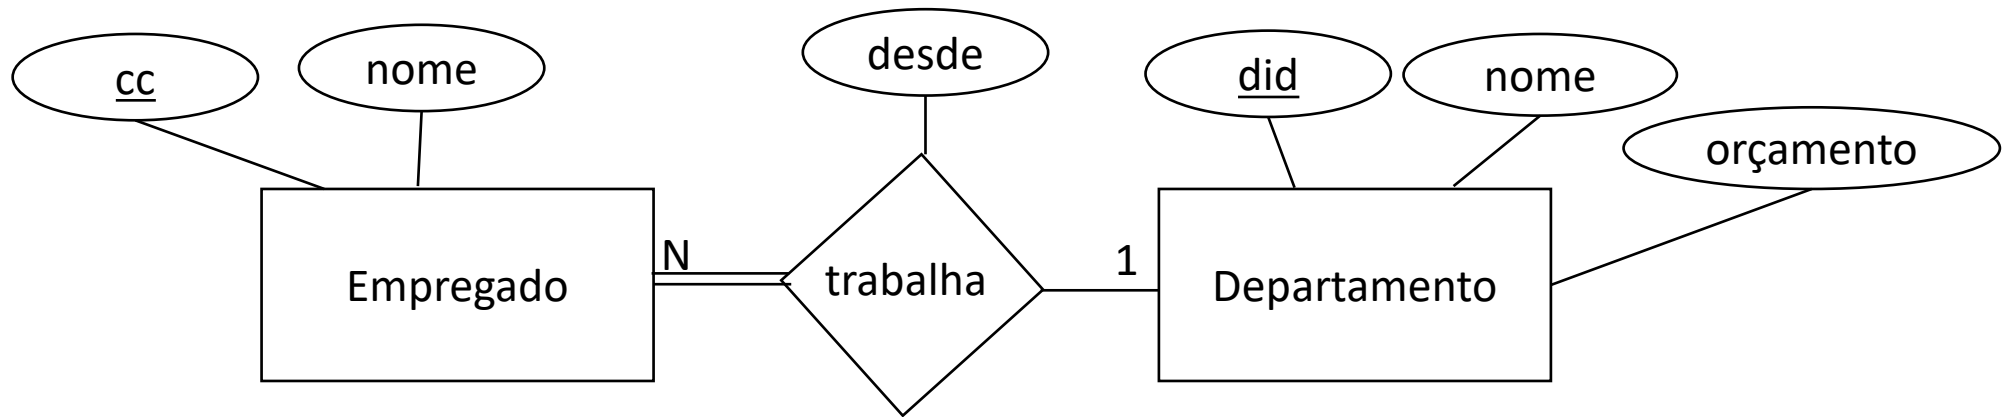 cc
nome
desde
did
nome
orçamento
Empregado
N
trabalha
1
Departamento